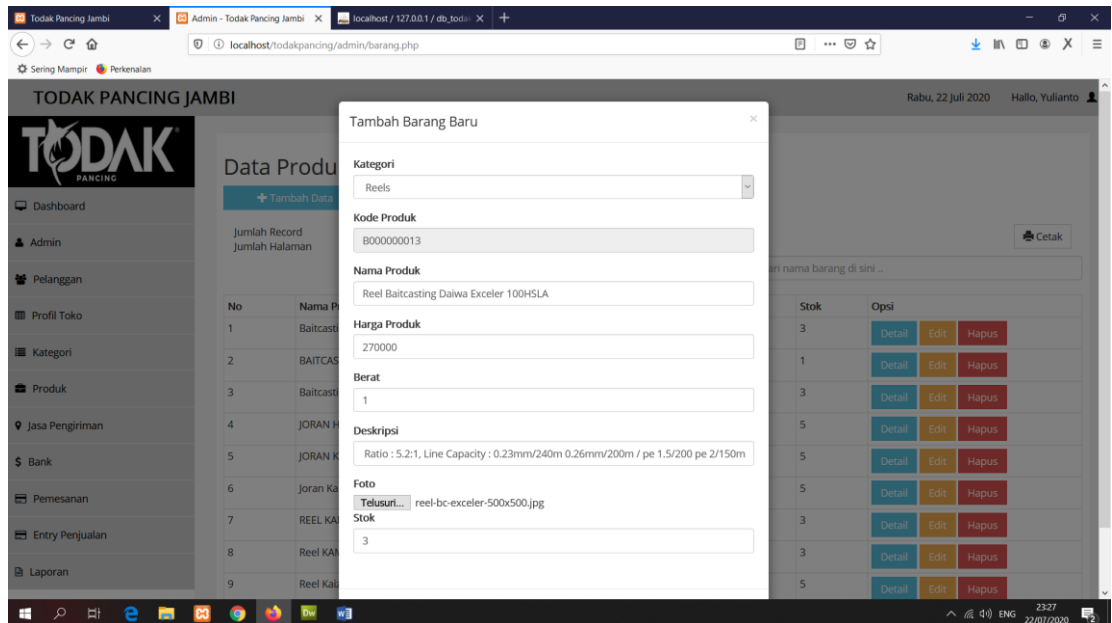 Todak Pancing Jambi
Admin - Todak Pancing Jambi
localhost / 127.0.0.1 / db_toda
localhost/todakpancing/admin/barang.php
Sering Mampir
Perkenalan
TODAK PANCING JAMBI
Rabu, 22 Juli 2020
Hallo, Yulianto
TODAK
PANCING
Dashboard
Admin
Pelanggan
Profil Toko
Kategori
Produk
Jasa Pengiriman
$ Bank
Pemesanan
Entry Penjualan
Laporan
Data Produ
Tambah Data
Jumlah Record
Jumlah Halaman
Cetak
ari nama barang di sini ..
Tambah Barang Baru
Kategori
Reels
Kode Produk
B000000013
Nama Produk
Reel Baitcasting Daiwa Exceler 100HSLA
Harga Produk
270000
Berat
1
Deskripsi
Ratio : 5.2:1, Line Capacity : 0.23mm/240m 0.26mm/200m / pe 1.5/200 pe 2/150m
Foto
Telusuri... reel-bc-exceler-500x500.jpg
Stok
3
No Nama P Stok Opsi
1 Baitcasti 3 Detail Edit Hapus
2 BAITCAS 1 Detail Edit Hapus
3 Baitcasti 3 Detail Edit Hapus
4 JORAN H 5 Detail Edit Hapus
5 JORAN K 5 Detail Edit Hapus
6 Joran Ka 5 Detail Edit Hapus
7 REEL KAI 3 Detail Edit Hapus
8 Reel KAM 3 Detail Edit Hapus
9 Reel Kaiz 5 Detail Edit Hapus
Dw
ENG
23:27
22/07/2020
2